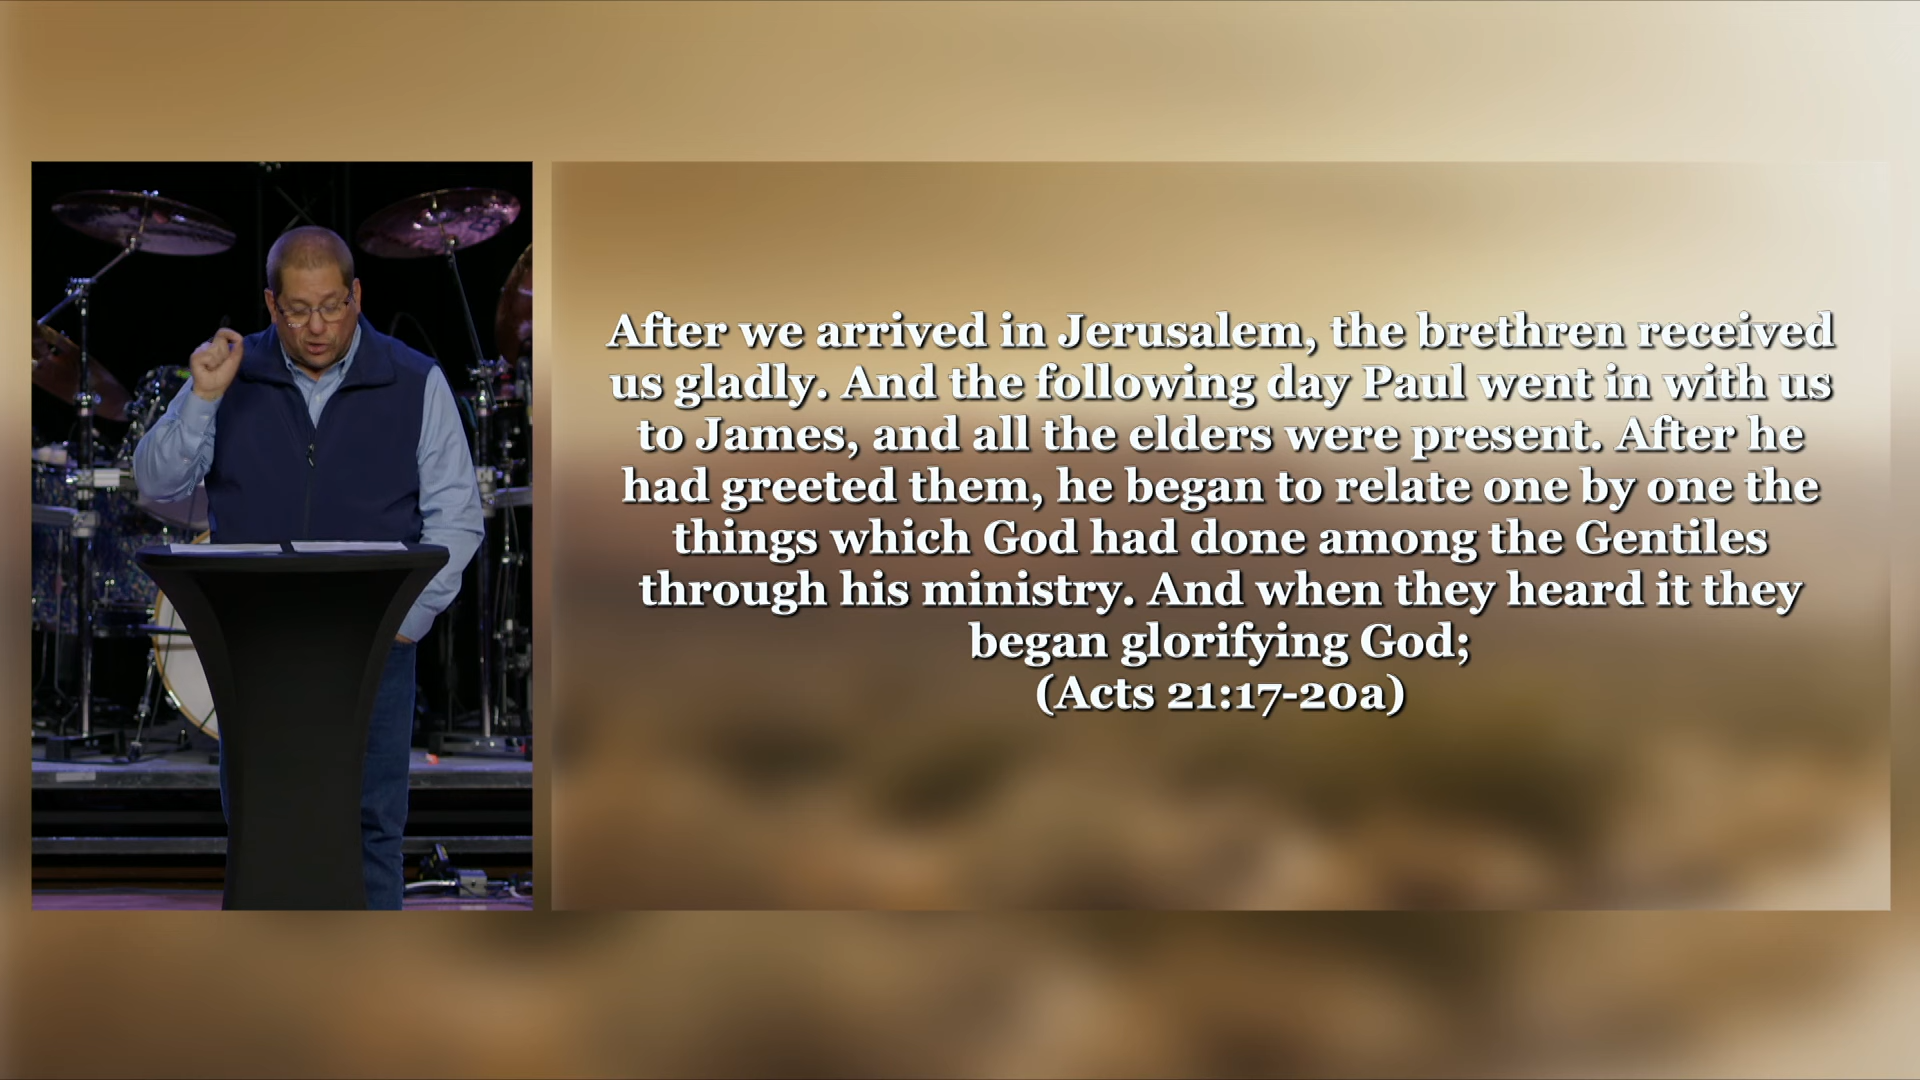 After we arrived in Jerusalem, the brethren received
us gladly. And the following day Paul went in with us
to James, and all the elders were present. After he
had greeted them, he began to relate one by one the
things which God had done among the Gentiles
through his ministry. And when they heard it they
began glorifying God;
(Acts 21:17-20a)